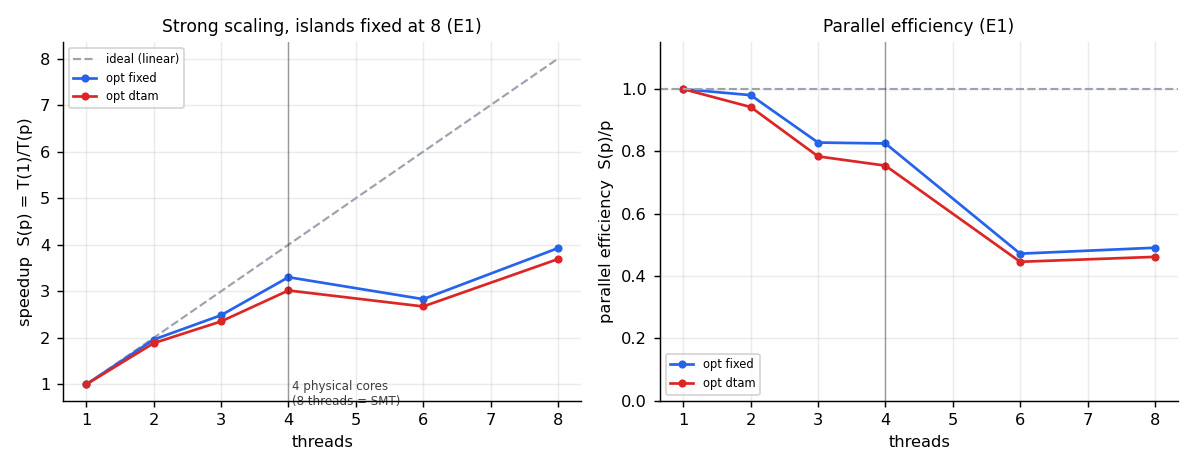 Strong scaling, islands fixed at 8 (E1)
speedup S(p) = T(1)/T(p)
8
7
6
5
4
3
2
1
ideal (linear)
opt fixed
opt dtam
4 physical cores
(8 threads = SMT)
1 2 3 4 5 6 7 8
threads
Parallel efficiency (E1)
parallel efficiency S(p)/p
1.0
0.8
0.6
0.4
0.2
0.0
opt fixed
opt dtam
1 2 3 4 5 6 7 8
threads